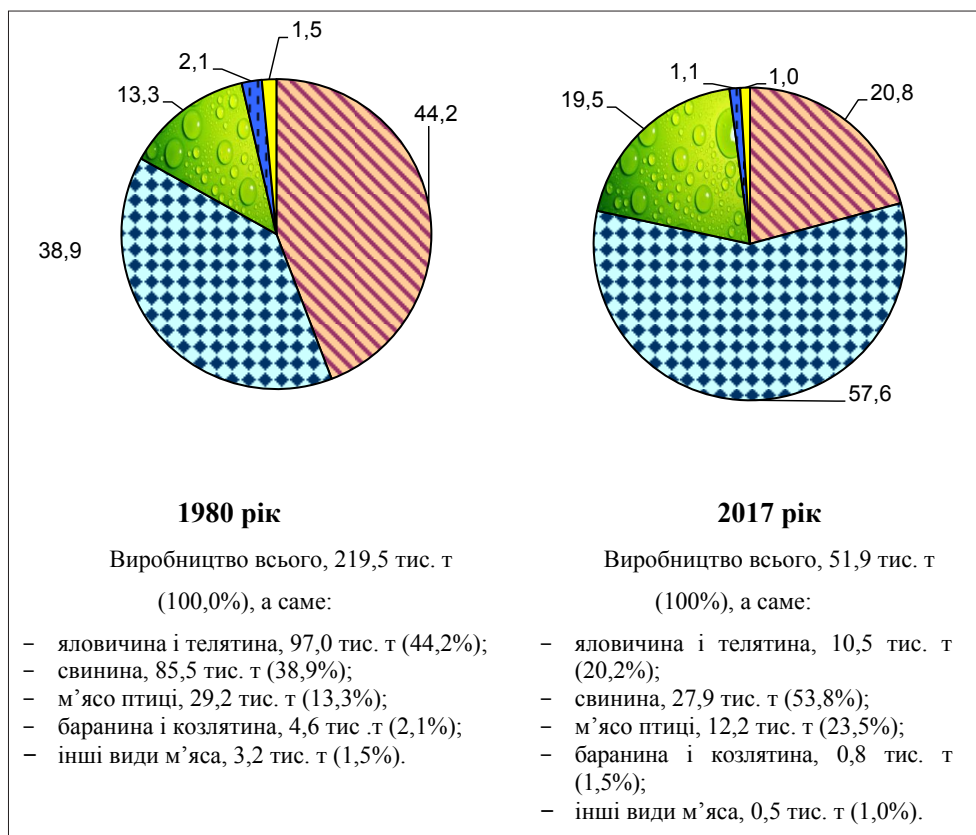 1,5
2,1
13,3
44,2
38,9
1,1
1,0
19,5
20,8
57,6
1980 рік
Виробництво всього, 219,5 тис. т
(100,0%), а саме:
− яловичина і телятина, 97,0 тис. т (44,2%);
− свинина, 85,5 тис. т (38,9%);
− м’ясо птиці, 29,2 тис. т (13,3%);
− баранина і козлятина, 4,6 тис .т (2,1%);
− інші види м’яса, 3,2 тис. т (1,5%).
2017 рік
Виробництво всього, 51,9 тис. т
(100%), а саме:
− яловичина і телятина, 10,5 тис. т
(20,2%);
− свинина, 27,9 тис. т (53,8%);
− м’ясо птиці, 12,2 тис. т (23,5%);
− баранина і козлятина, 0,8 тис. т
(1,5%);
− інші види м’яса, 0,5 тис. т (1,0%).